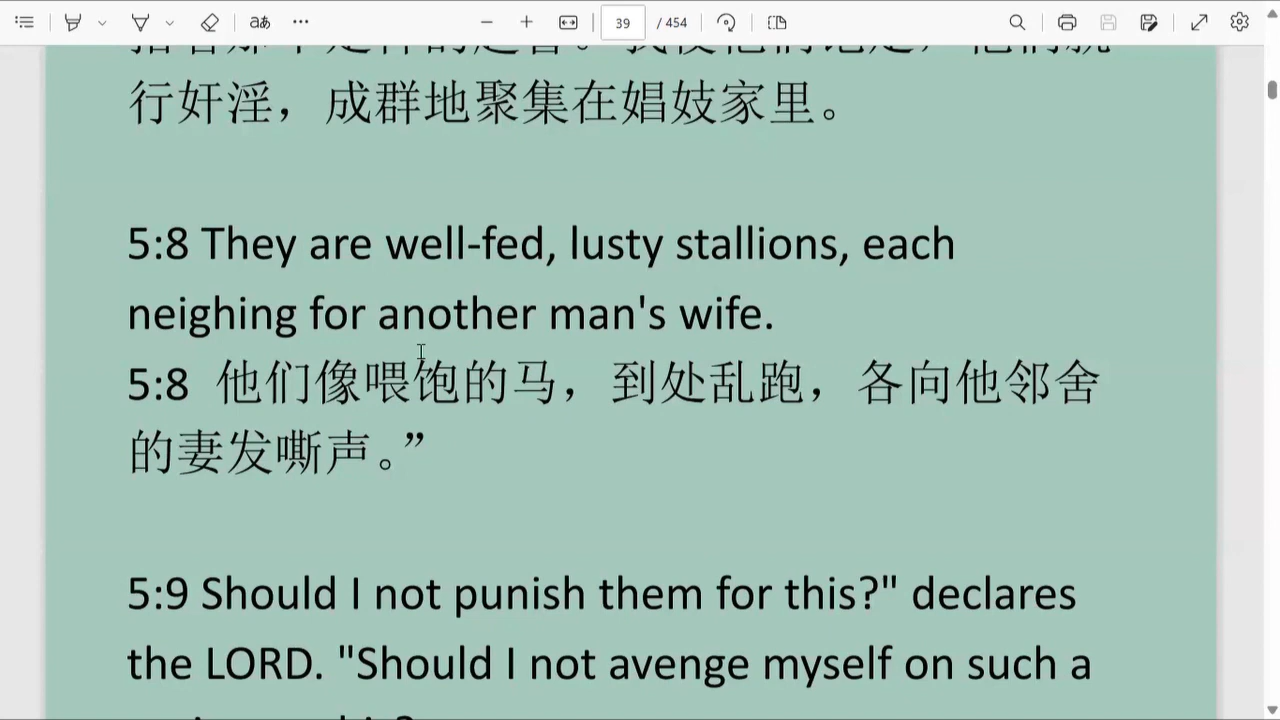 39 / 454
行奸淫，成群地聚集在娼妓家里。
5:8 They are well-fed, lusty stallions, each
neighing for another man's wife.
5:8 他们像喂饱的马，到处乱跑，各向他邻舍
的妻发嘶声。”
5:9 Should I not punish them for this?" declares
the LORD. "Should I not avenge myself on such a